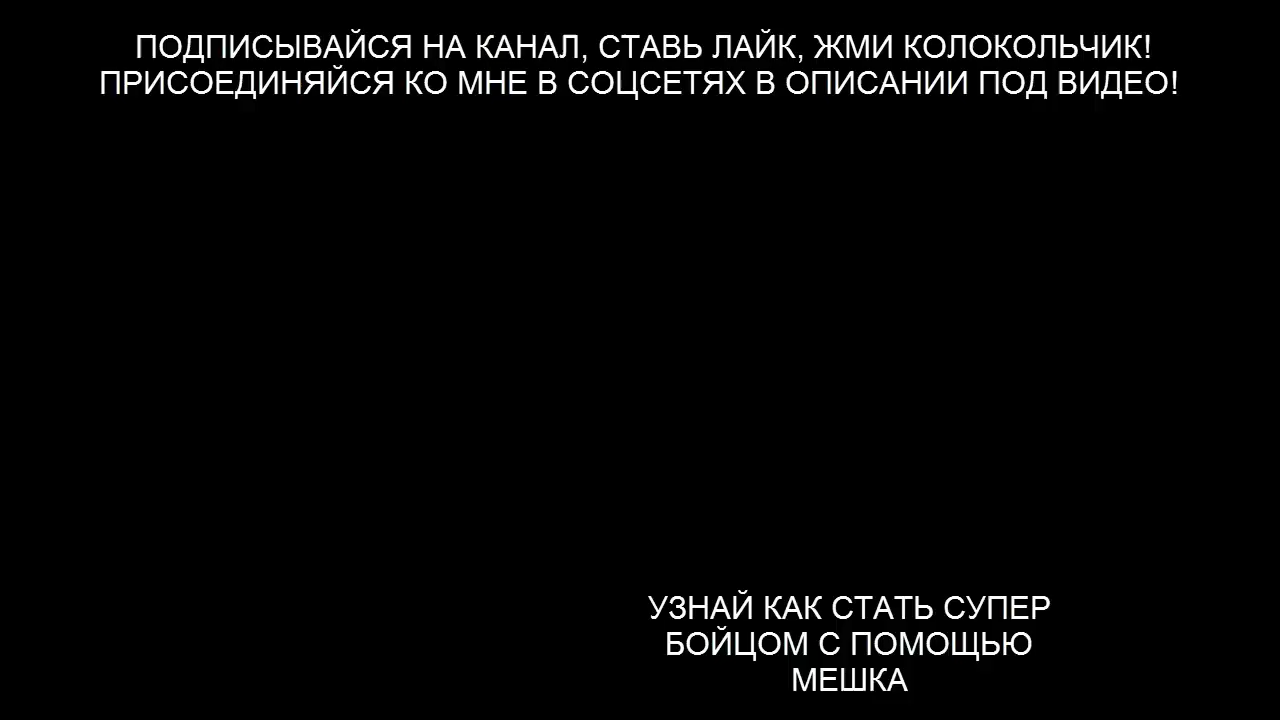 ПОДПИСЫВАЙСЯ НА КАНАЛ, СТАВЬ ЛАЙК, ЖМИ КОЛОКОЛЬЧИК!
ПРИСОЕДИНЯЙСЯ КО МНЕ В СОЦСЕТЯХ В ОПИСАНИИ ПОД ВИДЕО!
УЗНАЙ КАК СТАТЬ СУПЕР
БОЙЦОМ С ПОМОЩЬЮ
МЕШКА